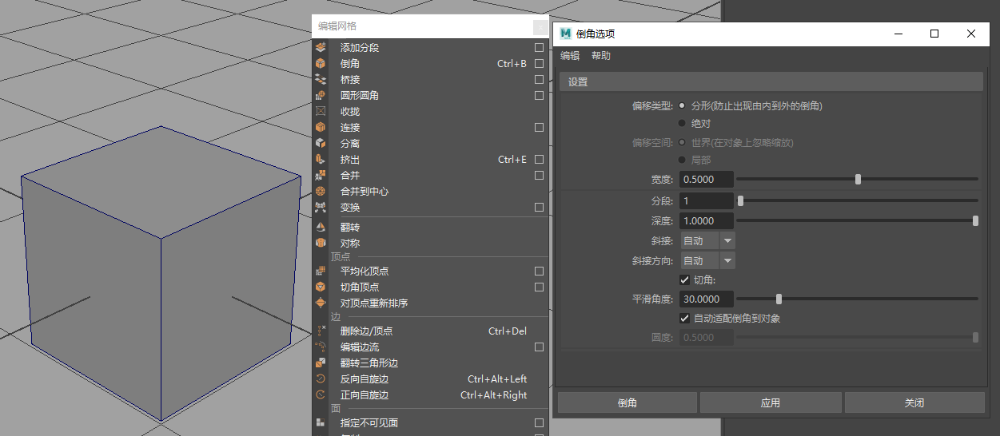 编辑网格
添加分段
倒角 Ctrl+B
桥接
圆形圆角
收拢
连接
分离
挤出 Ctrl+E
合并
合并到中心
变换
翻转
对称
顶点
平均化顶点
切角顶点
对顶点重新排序
边
删除边/顶点 Ctrl+Del
编辑边流
翻转三角形边
反向自旋边 Ctrl+Alt+Left
正向自旋边 Ctrl+Alt+Right
面
指定不可见面
M 倒角选项
编辑 帮助
设置
偏移类型: 分形(防止出现由内到外的倒角)
绝对
偏移空间: 世界(在对象上忽略缩放)
局部
宽度: 0.5000
分段: 1
深度: 1.0000
斜接: 自动
斜接方向: 自动
切角:
平滑角度: 30.0000
自动适配倒角到对象
圆度: 0.5000
倒角 应用 关闭